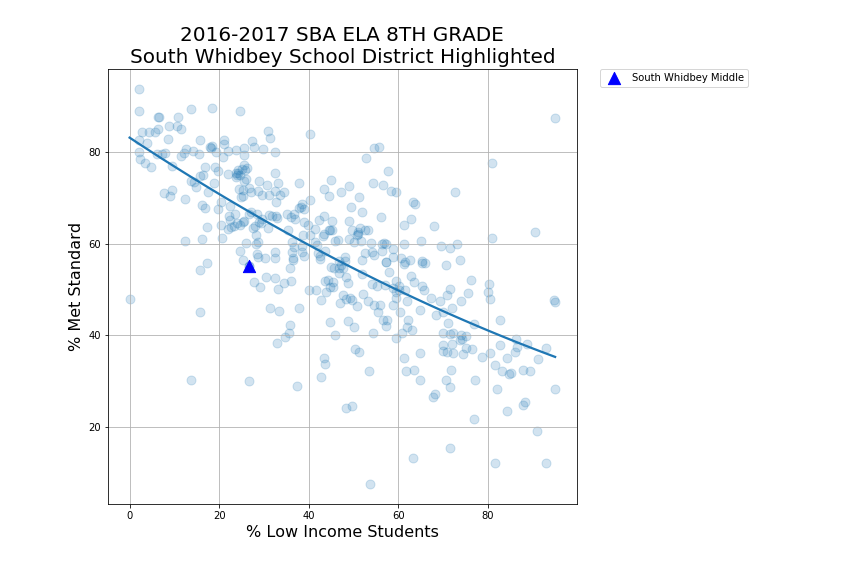 2016-2017 SBA ELA 8TH GRADE
South Whidbey School District Highlighted
South Whidbey Middle
% Met Standard
80
60
40
20
0 20 40 60 80
% Low Income Students